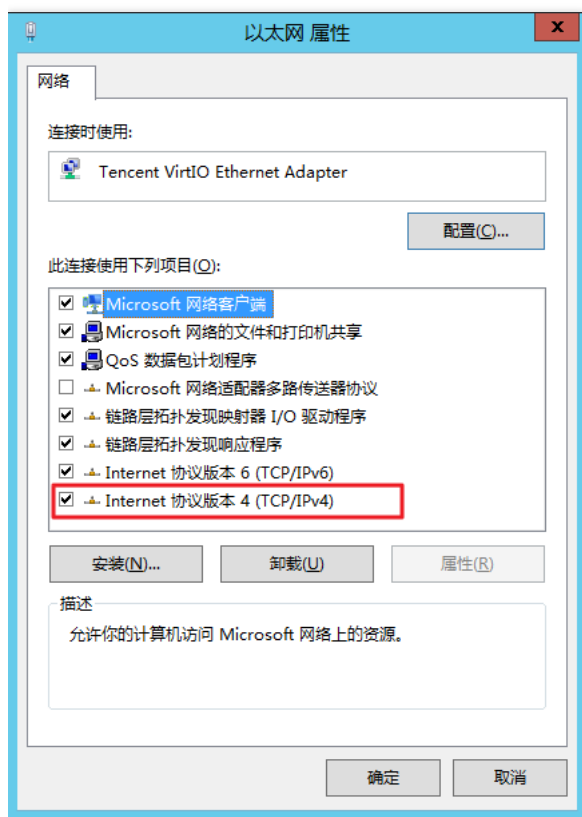 以太网 属性
x
网络
连接时使用:
Tencent VirtIO Ethernet Adapter
配置(C)...
此连接使用下列项目(O):
Microsoft 网络客户端
Microsoft 网络的文件和打印机共享
QoS 数据包计划程序
Microsoft 网络适配器多路传送器协议
链路层拓扑发现映射器 I/O 驱动程序
链路层拓扑发现响应程序
Internet 协议版本 6 (TCP/IPv6)
Internet 协议版本 4 (TCP/IPv4)
安装(N)... 卸载(U) 属性(R)
描述
允许你的计算机访问 Microsoft 网络上的资源。
确定 取消